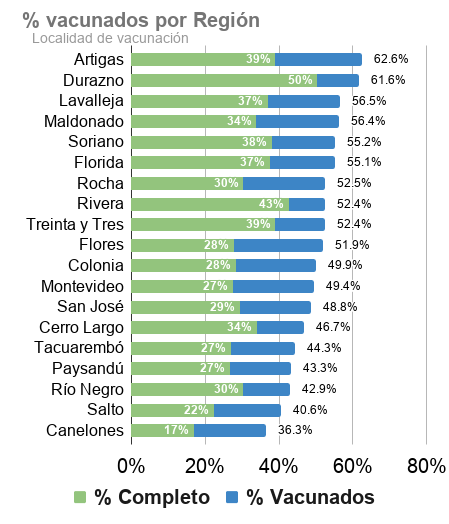 % vacunados por Región
Localidad de vacunación
Artigas 39% 62.6%
Durazno 50% 61.6%
Lavalleja 37% 56.5%
Maldonado 34% 56.4%
Soriano 38% 55.2%
Florida 37% 55.1%
Rocha 30% 52.5%
Rivera 43% 52.4%
Treinta y Tres 39% 52.4%
Flores 28% 51.9%
Colonia 28% 49.9%
Montevideo 27% 49.4%
San José 29% 48.8%
Cerro Largo 34% 46.7%
Tacuarembó 27% 44.3%
Paysandú 27% 43.3%
Río Negro 30% 42.9%
Salto 22% 40.6%
Canelones 17% 36.3%
0% 20% 40% 60% 80%
% Completo % Vacunados